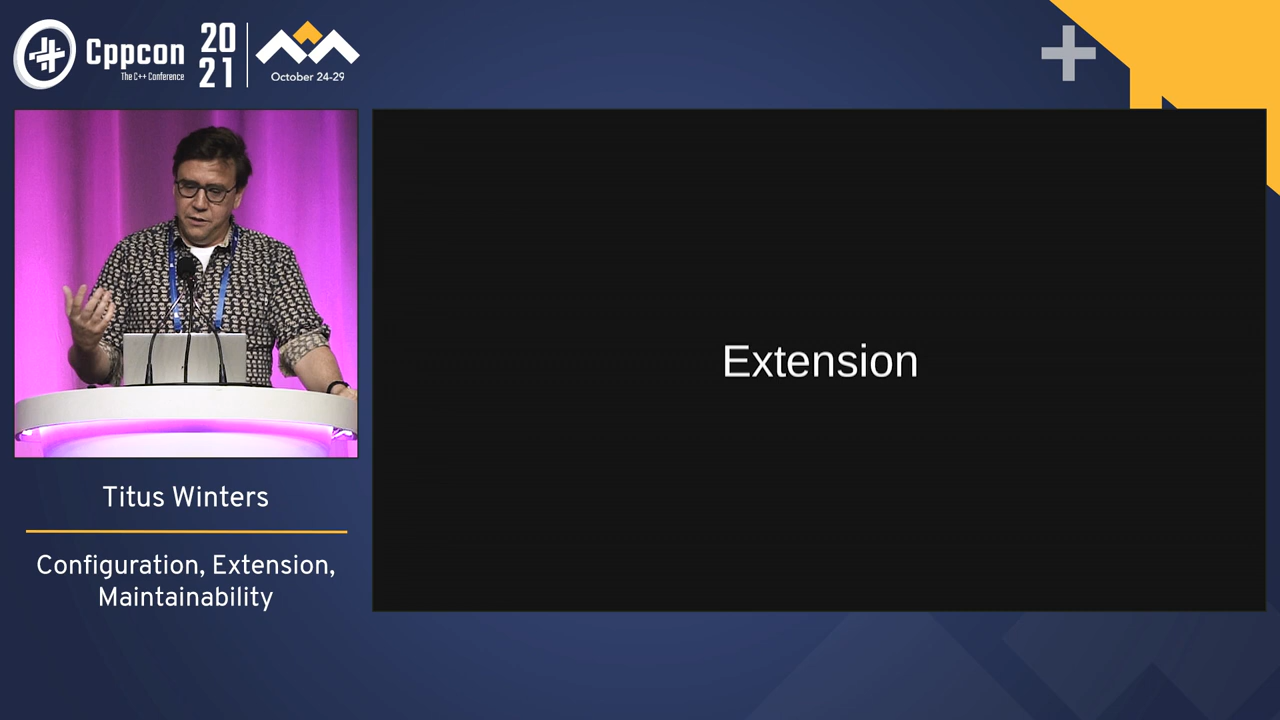 Cppcon
The C++ Conference
20
21
October 24-29
Extension
Titus Winters
Configuration, Extension,
Maintainability